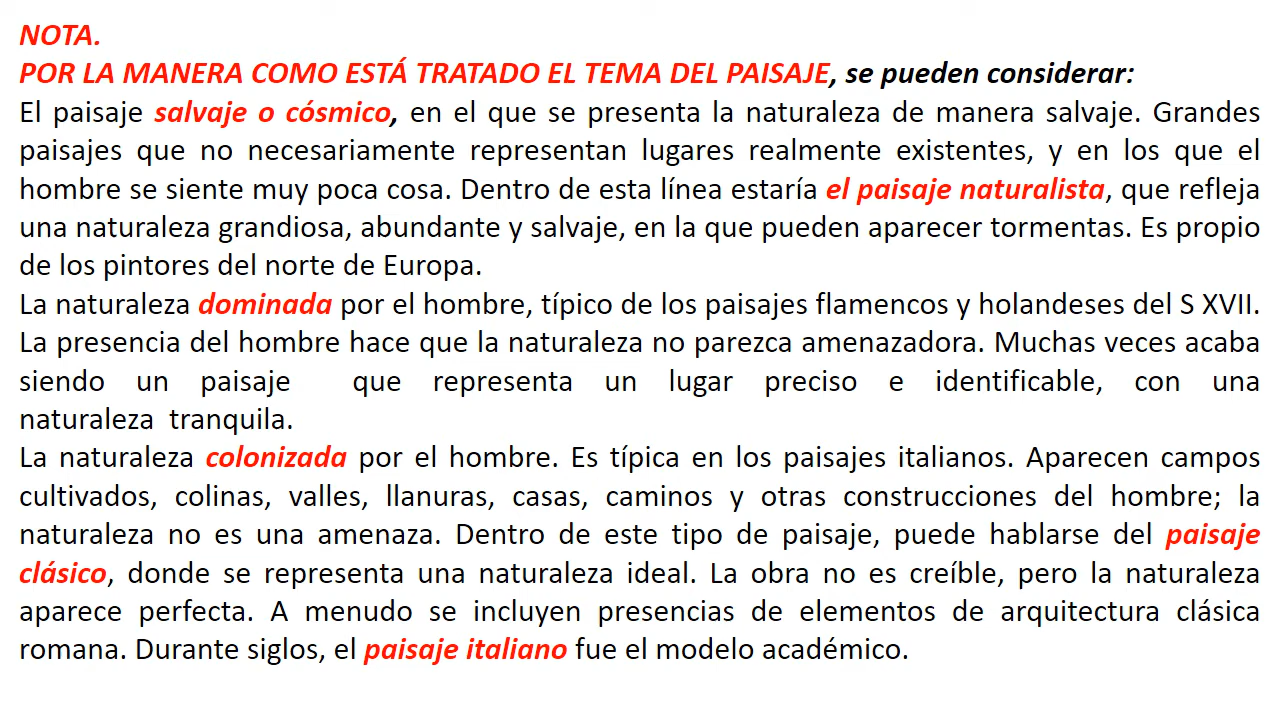 NOTA.
POR LA MANERA COMO ESTÁ TRATADO EL TEMA DEL PAISAJE, se pueden considerar:
El paisaje salvaje o cósmico, en el que se presenta la naturaleza de manera salvaje. Grandes
paisajes que no necesariamente representan lugares realmente existentes, y en los que el
hombre se siente muy poca cosa. Dentro de esta línea estaría el paisaje naturalista, que refleja
una naturaleza grandiosa, abundante y salvaje, en la que pueden aparecer tormentas. Es propio
de los pintores del norte de Europa.
La naturaleza dominada por el hombre, típico de los paisajes flamencos y holandeses del S XVII.
La presencia del hombre hace que la naturaleza no parezca amenazadora. Muchas veces acaba
siendo un paisaje que representa un lugar preciso e identificable, con una
naturaleza tranquila.
La naturaleza colonizada por el hombre. Es típica en los paisajes italianos. Aparecen campos
cultivados, colinas, valles, llanuras, casas, caminos y otras construcciones del hombre; la
naturaleza no es una amenaza. Dentro de este tipo de paisaje, puede hablarse del paisaje
clásico, donde se representa una naturaleza ideal. La obra no es creíble, pero la naturaleza
aparece perfecta. A menudo se incluyen presencias de elementos de arquitectura clásica
romana. Durante siglos, el paisaje italiano fue el modelo académico.